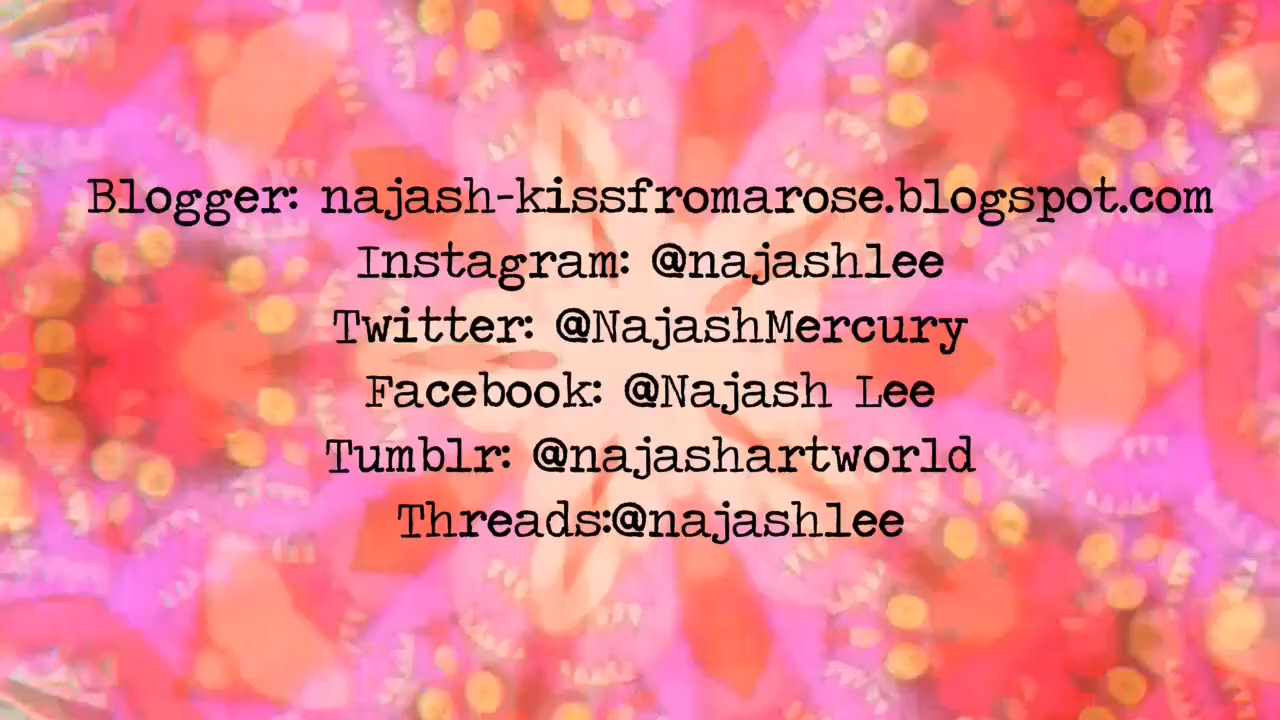 Blogger: najash-kissfromarose.blogspot.com
Instagram: @najashlee
Twitter: @NajashMercury
Facebook: @Najash Lee
Tumblr: @najashartworld
Threads:@najashlee